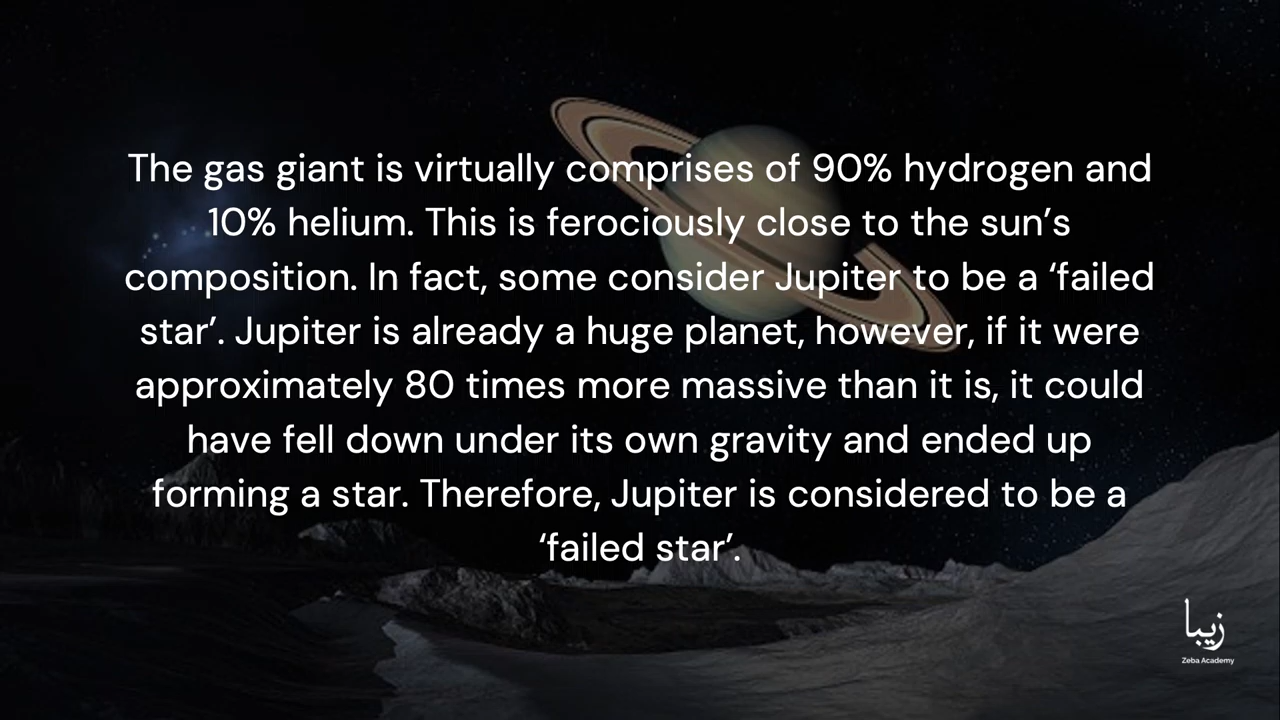 The gas giant is virtually comprises of 90% hydrogen and
10% helium. This is ferociously close to the sun’s
composition. In fact, some consider Jupiter to be a ‘failed
star’. Jupiter is already a huge planet, however, if it were
approximately 80 times more massive than it is, it could
have fell down under its own gravity and ended up
forming a star. Therefore, Jupiter is considered to be a
‘failed star’.
زیبا
Zeba Academy